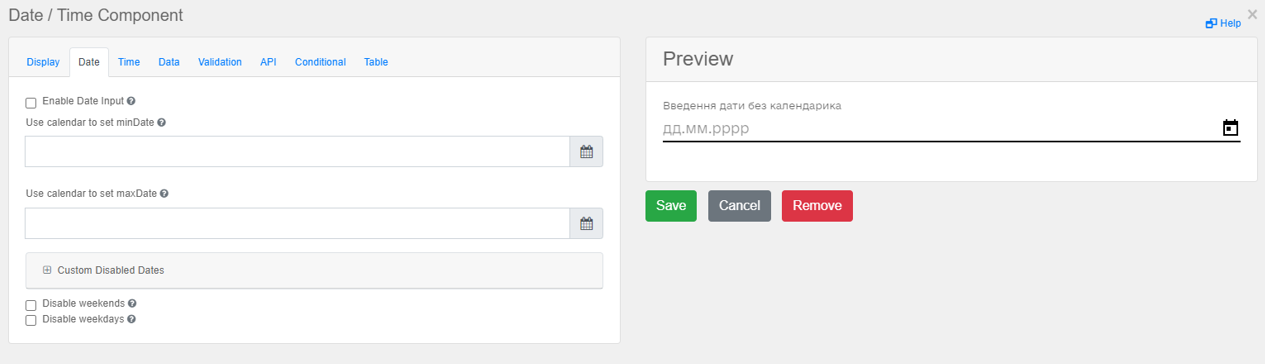 Date / Time Component
Help
Display Date Time Data Validation API Conditional Table
Enable Date Input
Use calendar to set minDate
Use calendar to set maxDate
Custom Disabled Dates
Disable weekends
Disable weekdays
Preview
Введення дати без календарика
дд.мм.рррр
Save Cancel Remove